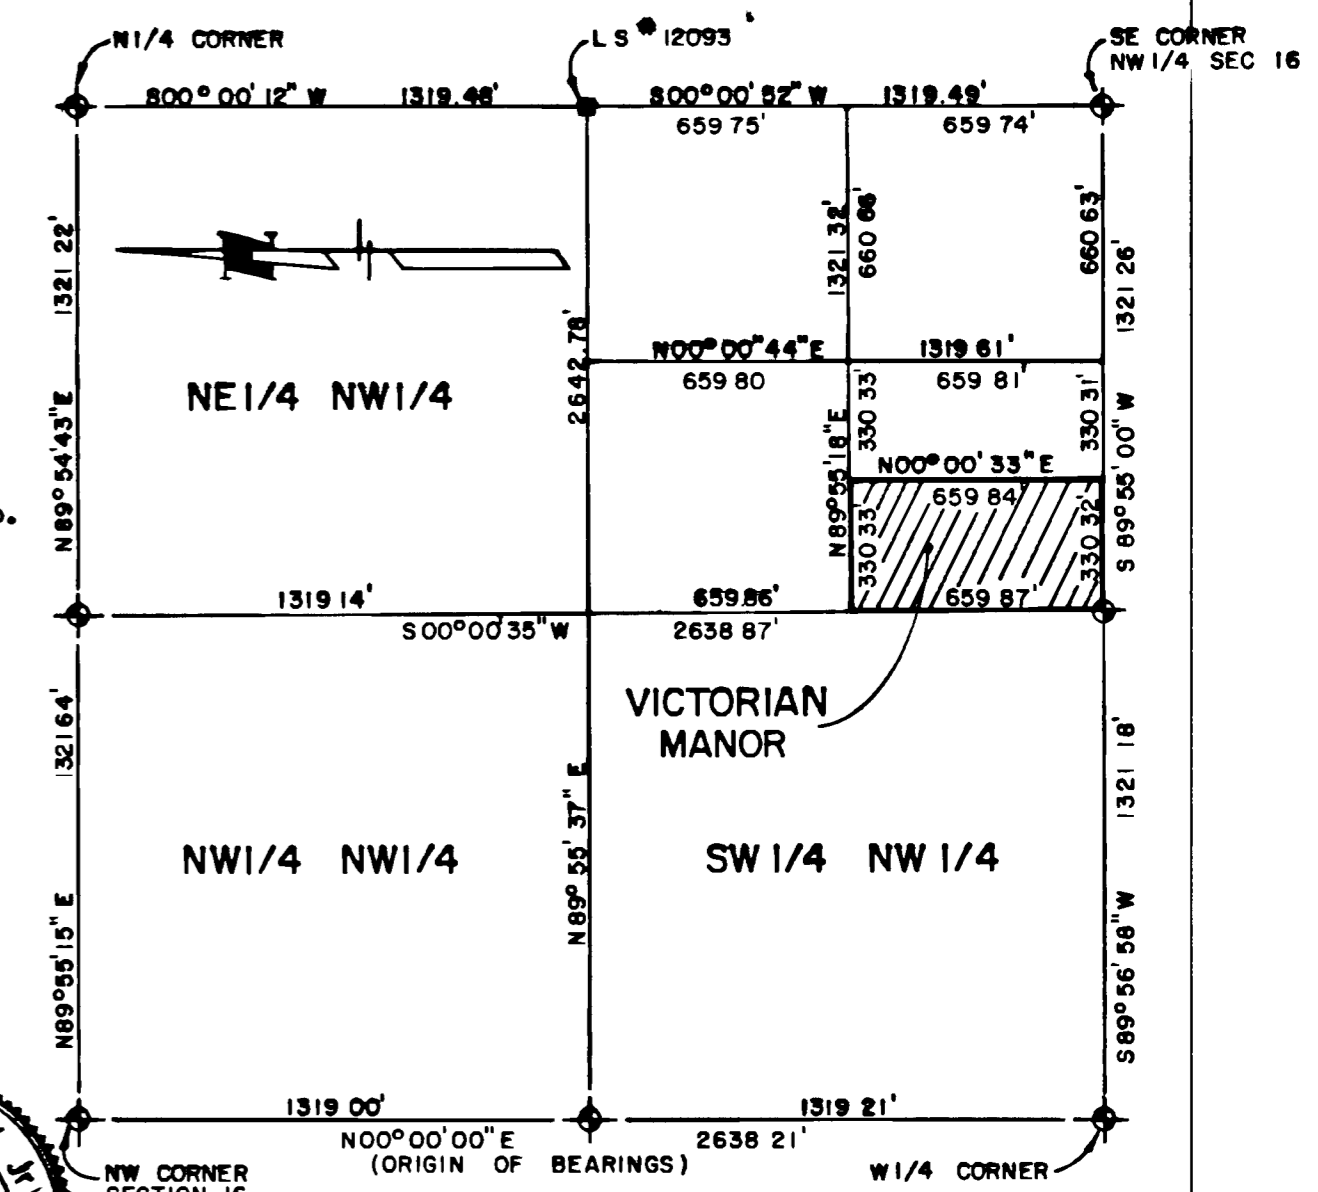 N1/4 CORNER
LS # 12093
SE CORNER
NW 1/4 SEC 16
S00° 00' 12" W 1319.48'
S00° 00' 52" W 1319.49'
659 75'
659 74'
1321 22'
1321 32'
660 66'
660 63'
1321 26'
2642.78'
N00° 00" 44" E 1319 61'
659 80
659 81'
NE1/4 NW1/4
N89° 54' 43" E
N89° 55' 18" E
330 33'
330 31'
S 89° 55' 00" W
N00° 00' 33" E
659 84'
330 33'
330 32'
659 87'
1319 14'
659.86'
S00° 00' 35" W
2638 87'
VICTORIAN
MANOR
1321 64'
1321 18'
N89° 55' 37" E
NW1/4 NW1/4
SW 1/4 NW 1/4
N89° 55' 15" E
S89° 56' 58" W
1319 00'
1319 21'
N00° 00' 00" E
2638 21'
(ORIGIN OF BEARINGS)
NW CORNER
SECTION 16
W1/4 CORNER